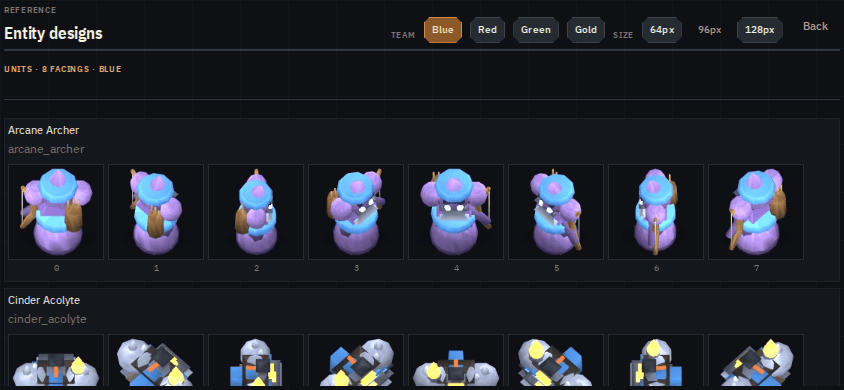 REFERENCE
Entity designs
TEAM Blue Red Green Gold SIZE 64px 96px 128px Back
UNITS · 8 FACINGS · BLUE
Arcane Archer
arcane_archer
0 1 2 3 4 5 6 7
Cinder Acolyte
cinder_acolyte